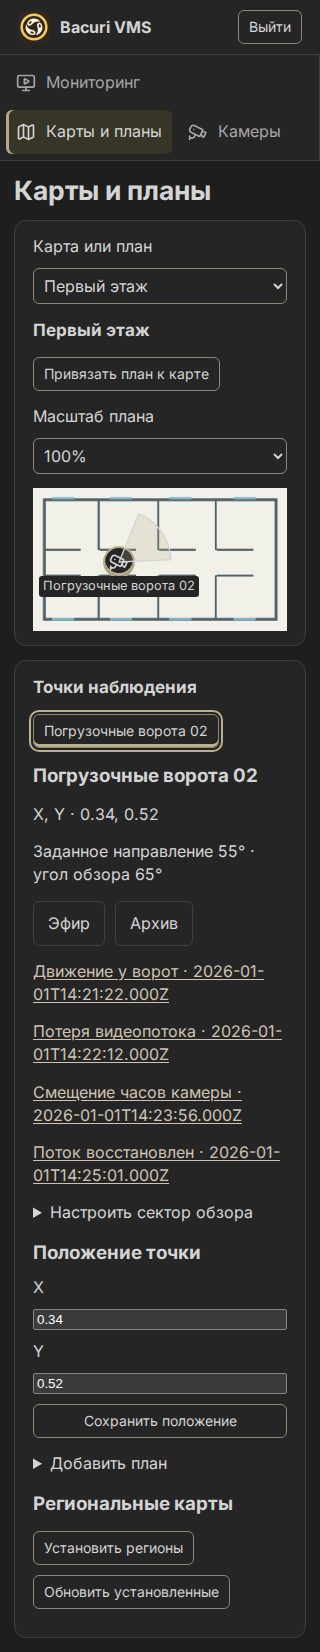 Bacuri VMS
Выйти
Мониторинг
Карты и планы
Камеры
Карты и планы
Карта или план
Первый этаж
Первый этаж
Привязать план к карте
Масштаб плана
100%
Погрузочные ворота 02
Точки наблюдения
Погрузочные ворота 02
Погрузочные ворота 02
X, Y · 0.34, 0.52
Заданное направление 55° ·
угол обзора 65°
Эфир
Архив
Движение у ворот · 2026-01-
01T14:21:22.000Z
Потеря видеопотока · 2026-01-
01T14:22:12.000Z
Смещение часов камеры ·
2026-01-01T14:23:56.000Z
Поток восстановлен · 2026-01-
01T14:25:01.000Z
Настроить сектор обзора
Положение точки
X
0.34
Y
0.52
Сохранить положение
Добавить план
Региональные карты
Установить регионы
Обновить установленные